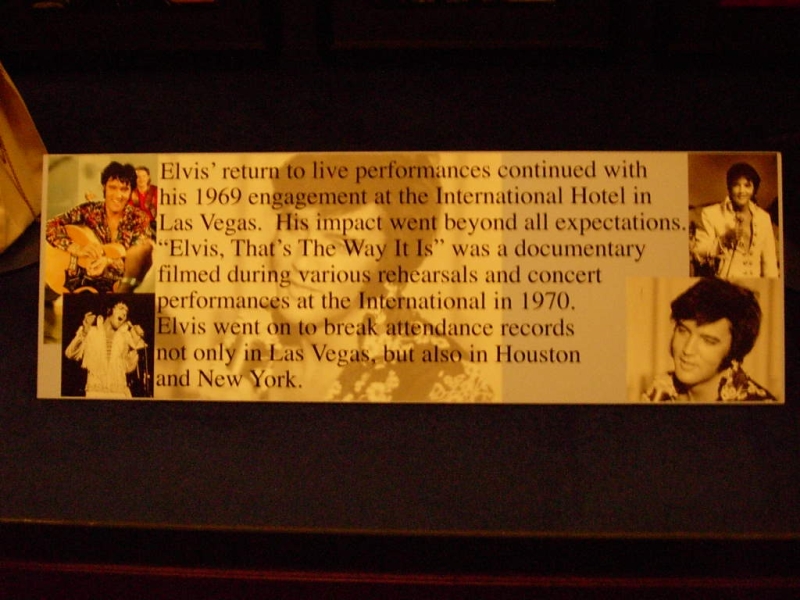 Elvis' return to live performances continued with
his 1969 engagement at the International Hotel in
Las Vegas. His impact went beyond all expectations.
“Elvis, That's The Way It Is” was a documentary
filmed during various rehearsals and concert
performances at the International in 1970.
Elvis went on to break attendance records
not only in Las Vegas, but also in Houston
and New York.